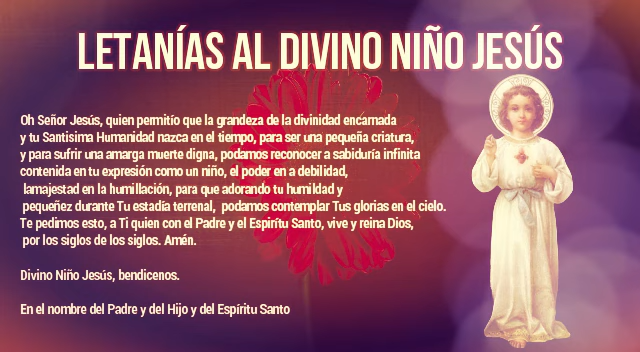 LETANÍAS AL DIVINO NIÑO JESÚS
Oh Señor Jesús, quien permitío que la grandeza de la divinidad encarnada
y tu Santisima Humanidad nazca en el tiempo, para ser una pequeña criatura,
y para sufrir una amarga muerte digna, podamos reconocer a sabiduría infinita
contenida en tu expresión como un niño, el poder en a debilidad,
lamajestad en la humillación, para que adorando tu humildad y
pequeñez durante Tu estadía terrenal, podamos contemplar Tus glorias en el cielo.
Te pedimos esto, a Ti quien con el Padre y el Espiríitu Santo, vive y reina Dios,
por los siglos de los siglos. Amén.
Divino Niño Jesús, bendicenos.
En el nombre del Padre y del Hijo y del Espíritu Santo